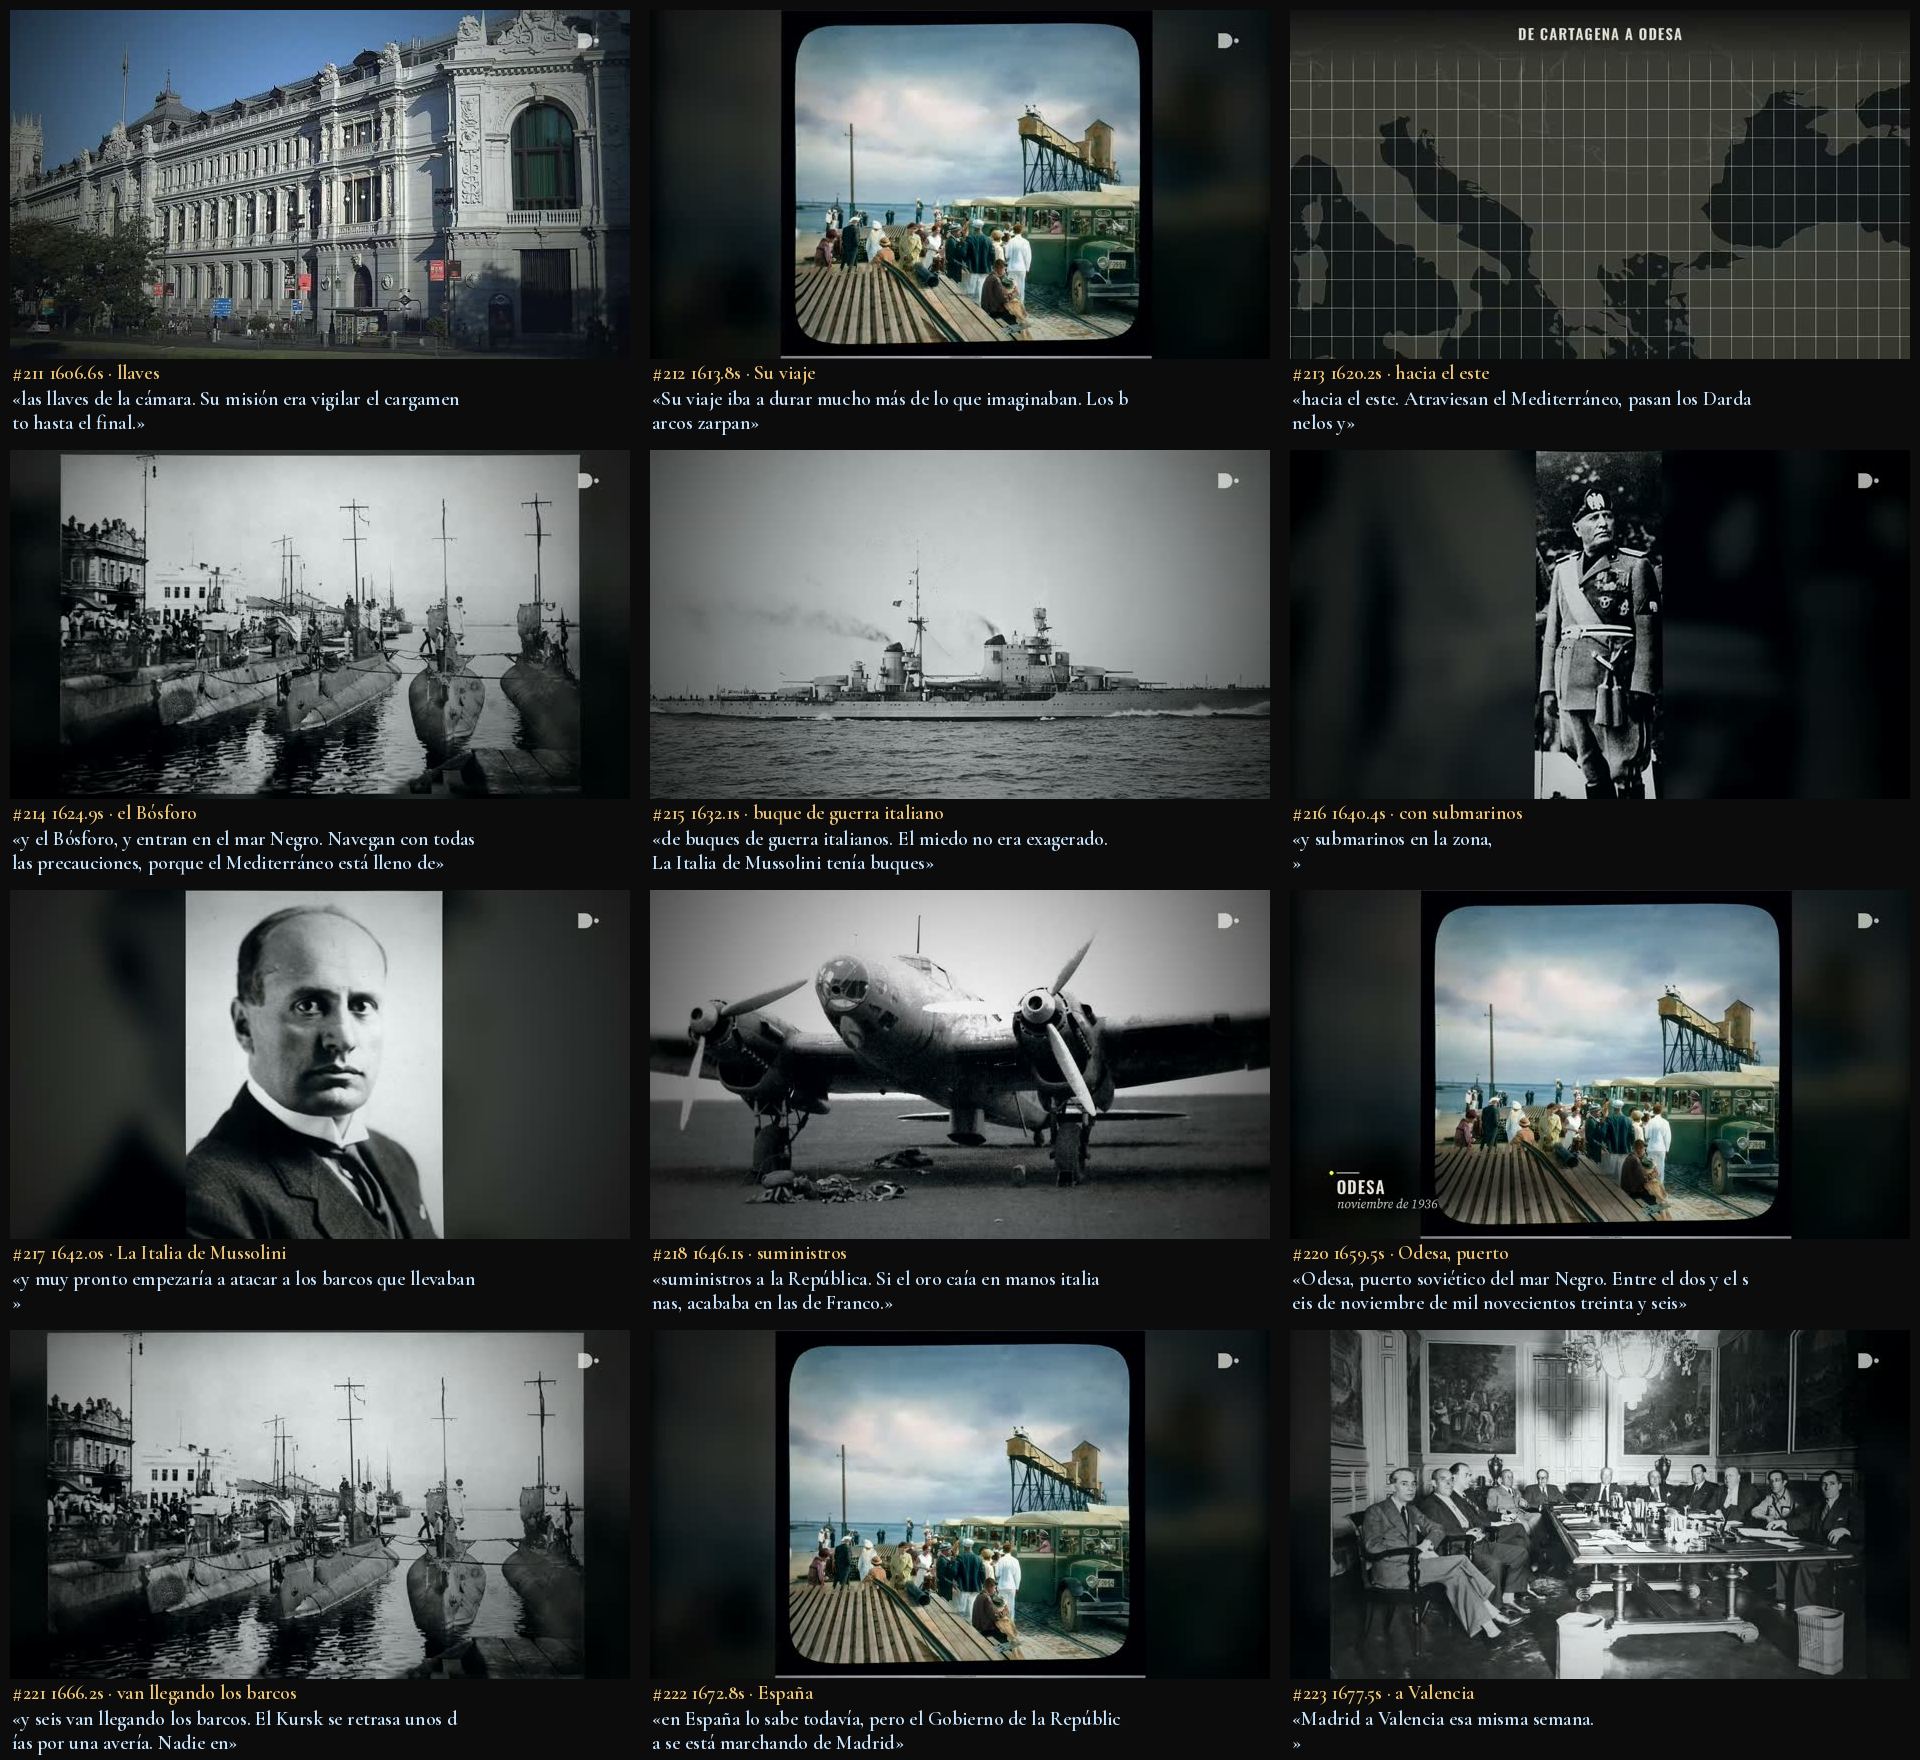 DE CARTAGENA A ODESA
#211 1606.6s · llaves
«las llaves de la cámara. Su misión era vigilar el cargamen
to hasta el final.»
#212 1613.8s · Su viaje
«Su viaje iba a durar mucho más de lo que imaginaban. Los b
arcos zarpan»
#213 1620.2s · hacia el este
«hacia el este. Atraviesan el Mediterráneo, pasan los Darda
nelos y»
#214 1624.9s · el Bósforo
«y el Bósforo, y entran en el mar Negro. Navegan con todas
las precauciones, porque el Mediterráneo está lleno de»
#215 1632.1s · buque de guerra italiano
«de buques de guerra italianos. El miedo no era exagerado.
La Italia de Mussolini tenía buques»
#216 1640.4s · con submarinos
«y submarinos en la zona,
»
#217 1642.0s · La Italia de Mussolini
«y muy pronto empezaría a atacar a los barcos que llevaban
»
#218 1646.1s · suministros
«suministros a la República. Si el oro caía en manos italia
nas, acababa en las de Franco.»
ODESA
noviembre de 1936
#220 1659.5s · Odesa, puerto
«Odesa, puerto soviético del mar Negro. Entre el dos y el s
eis de noviembre de mil novecientos treinta y seis»
#221 1666.2s · van llegando los barcos
«y seis van llegando los barcos. El Kursk se retrasa unos d
ías por una avería. Nadie en»
#222 1672.8s · España
«en España lo sabe todavía, pero el Gobierno de la Repúblic
a se está marchando de Madrid»
#223 1677.5s · a Valencia
«Madrid a Valencia esa misma semana.
»